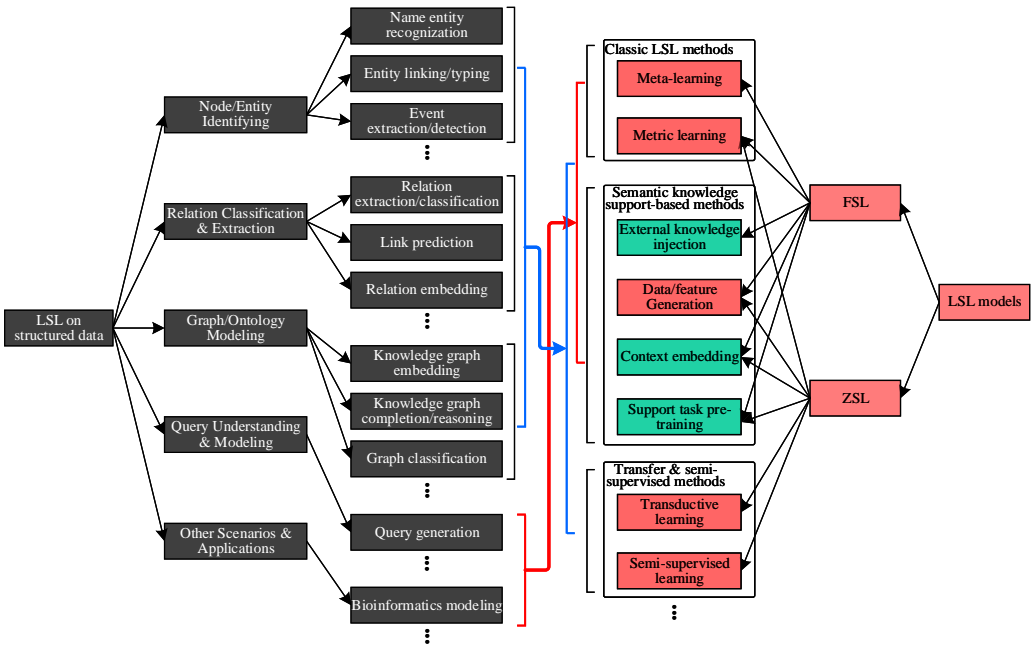 LSL on
structured data
Node/Entity
Identifying
Relation Classification
& Extraction
Graph/Ontology
Modeling
Query Understanding
& Modeling
Other Scenarios &
Applications
Name entity
recognization
Entity linking/typing
Event
extraction/detection
Relation
extraction/classification
Link prediction
Relation embedding
Knowledge graph
embedding
Knowledge graph
completion/reasoning
Graph classification
Query generation
Bioinformatics modeling
Classic LSL methods
Meta-learning
Metric learning
Semantic knowledge
support-based methods
External knowledge
injection
Data/feature
Generation
Context embedding
Support task pre-
training
Transfer & semi-
supervised methods
Transductive
learning
Semi-supervised
learning
FSL
ZSL
LSL models